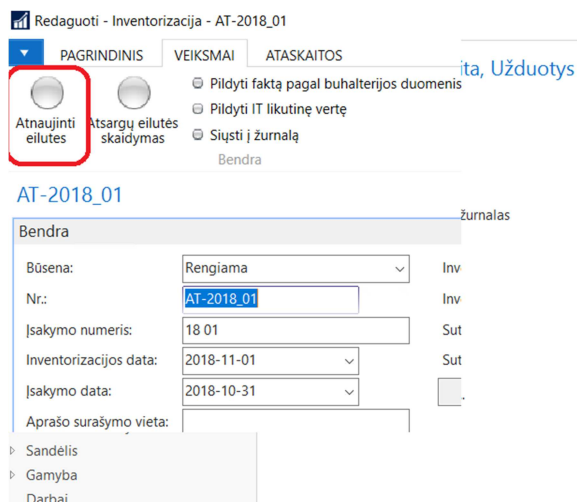 Redaguoti - Inventorizacija - AT-2018_01
PAGRINDINIS VEIKSMAI ATASKAITOS
ita, Užduotys
Atnaujinti eilutes
Atsargų eilutės skaidymas
Pildyti faktą pagal buhalterijos duomenis
Pildyti IT likutinę vertę
Siųsti į žurnalą
Bendra
AT-2018_01
žurnalas
Bendra
Būsena: Rengiama Inv
Nr.: AT-2018_01 Inv
Įsakymo numeris: 18 01 Sut
Inventorizacijos data: 2018-11-01 Sut
Įsakymo data: 2018-10-31 .
Aprašo surašymo vieta:
Sandėlis
Gamyba
Darbai